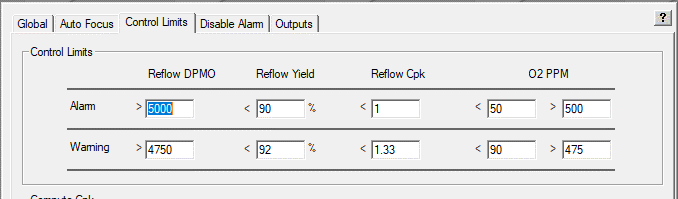 Global Auto Focus Control Limits Disable Alarm Outputs ?
Control Limits
Reflow DPMO Reflow Yield Reflow Cpk O2 PPM
Alarm > 5000 < 90 % < 1 < 50 > 500
Warning > 4750 < 92 % < 1.33 < 90 > 475